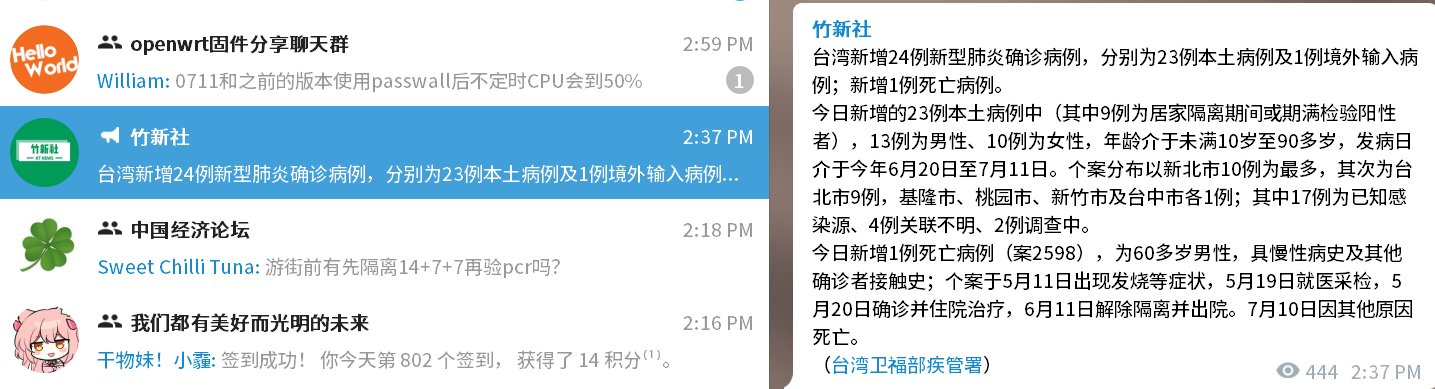 Hello World
openwrt固件分享聊天群
2:59 PM
William: 0711和之前的版本使用passwall后不定时CPU会到50%
1
竹新社
竹新社
2:37 PM
台湾新增24例新型肺炎确诊病例，分别为23例本土病例及1例境外输入病例...
中国经济论坛
2:18 PM
Sweet Chilli Tuna: 游街前有先隔离14+7+7再验pcr吗?
我们都有美好而光明的未来
2:16 PM
干物妹！小霾: 签到成功！ 你今天第 802 个签到， 获得了 14 积分⁽¹⁾。
竹新社
台湾新增24例新型肺炎确诊病例，分别为23例本土病例及1例境外输入病
例；新增1例死亡病例。
今日新增的23例本土病例中（其中9例为居家隔离期间或期满检验阳性
者），13例为男性、10例为女性，年龄介于未满10岁至90多岁，发病日
介于今年6月20日至7月11日。个案分布以新北市10例为最多，其次为台
北市9例，基隆市、桃园市、新竹市及台中市各1例；其中17例为已知感
染源、4例关联不明、2例调查中。
今日新增1例死亡病例（案2598），为60多岁男性，具慢性病史及其他
确诊者接触史；个案于5月11日出现发烧等症状，5月19日就医采检，5
月20日确诊并住院治疗，6月11日解除隔离并出院。7月10日因其他原因
死亡。
（台湾卫福部疾管署）
444 2:37 PM